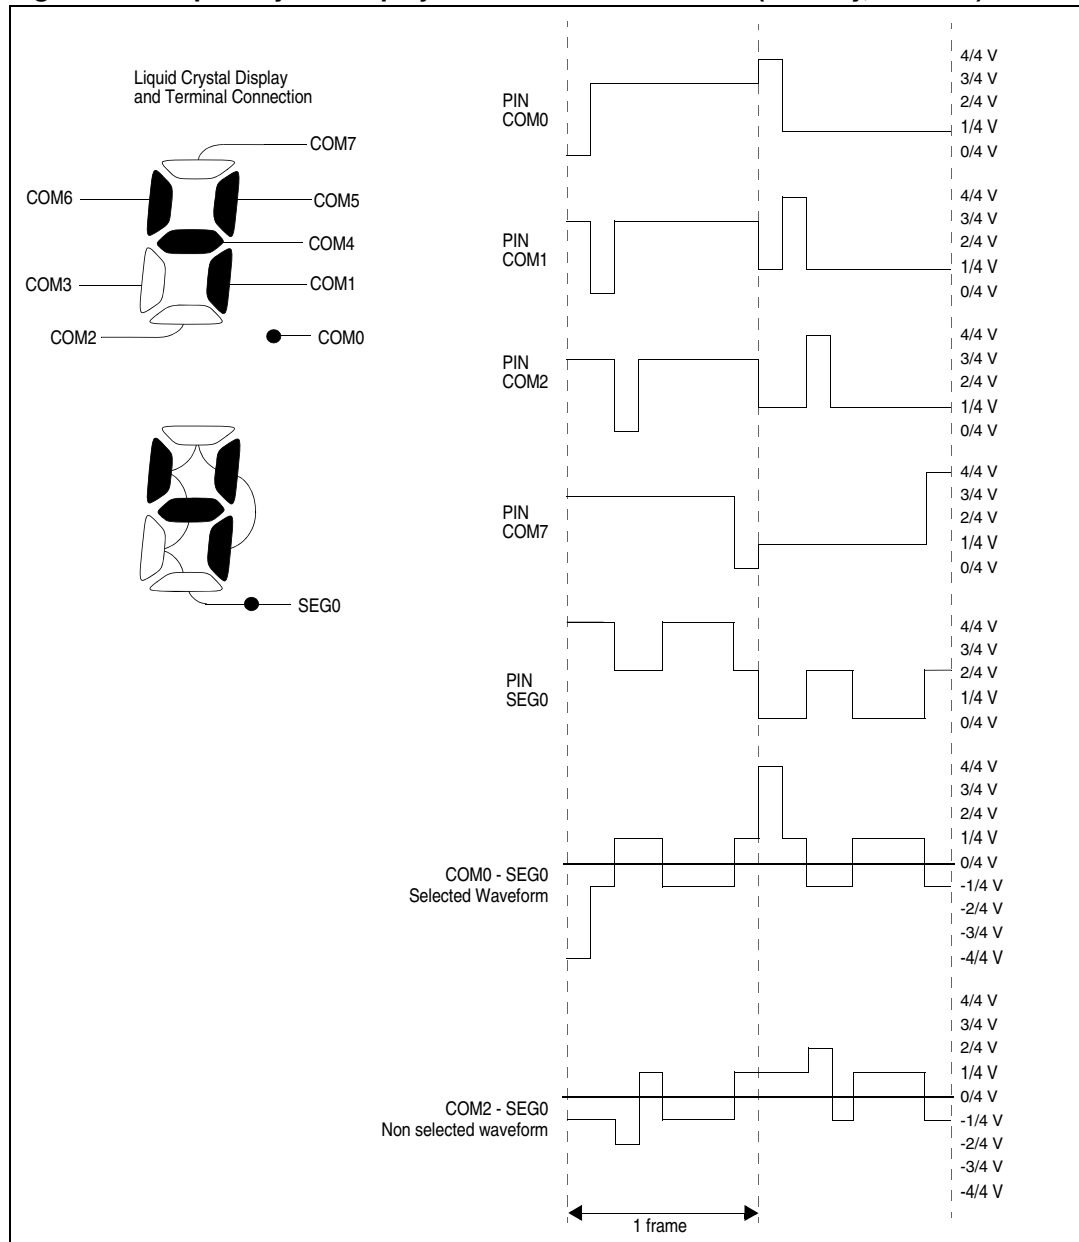 Liquid Crystal Display
and Terminal Connection
COM7
COM6
COM5
COM4
COM3
COM1
COM2
COM0
SEG0
PIN
COM0
4/4 V
3/4 V
2/4 V
1/4 V
0/4 V
PIN
COM1
4/4 V
3/4 V
2/4 V
1/4 V
0/4 V
PIN
COM2
4/4 V
3/4 V
2/4 V
1/4 V
0/4 V
PIN
COM7
4/4 V
3/4 V
2/4 V
1/4 V
0/4 V
PIN
SEG0
4/4 V
3/4 V
2/4 V
1/4 V
0/4 V
COM0 - SEG0
Selected Waveform
4/4 V
3/4 V
2/4 V
1/4 V
0/4 V
-1/4 V
-2/4 V
-3/4 V
-4/4 V
COM2 - SEG0
Non selected waveform
4/4 V
3/4 V
2/4 V
1/4 V
0/4 V
-1/4 V
-2/4 V
-3/4 V
-4/4 V
1 frame